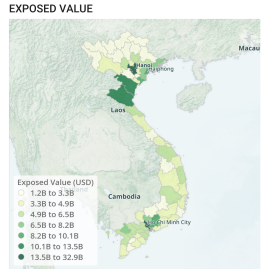 EXPOSED VALUE
Macau
Hanoi
Haiphong
Laos
Exposed Value (USD)
1.2B to 3.3B
3.3B to 4.9B
4.9B to 6.5B
6.5B to 8.2B
8.2B to 10.1B
10.1B to 13.5B
13.5B to 32.9B
Cambodia
Ho Chi Minh City